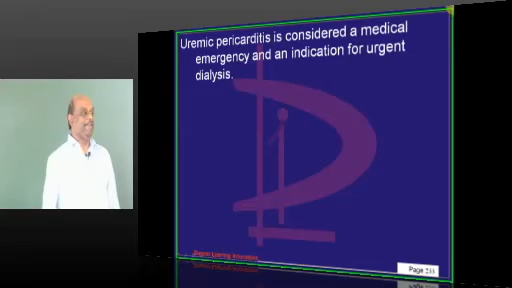 Uremic pericarditis is considered a medical
emergency and an indication for urgent
dialysis.
Page 233